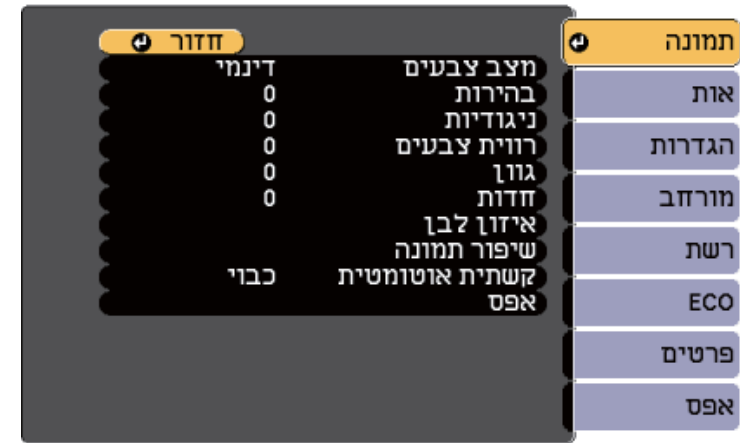 תמונה
אות
הגדרות
מורחב
רשת
ECO
פרטים
אפס
חזור
מצב צבעים דינמי
בהירות 0
ניגודיות 0
רווית צבעים 0
גוון 0
חדות 0
איזון לבן
שיפור תמונה
קשתית אוטומטית כבוי
אפס